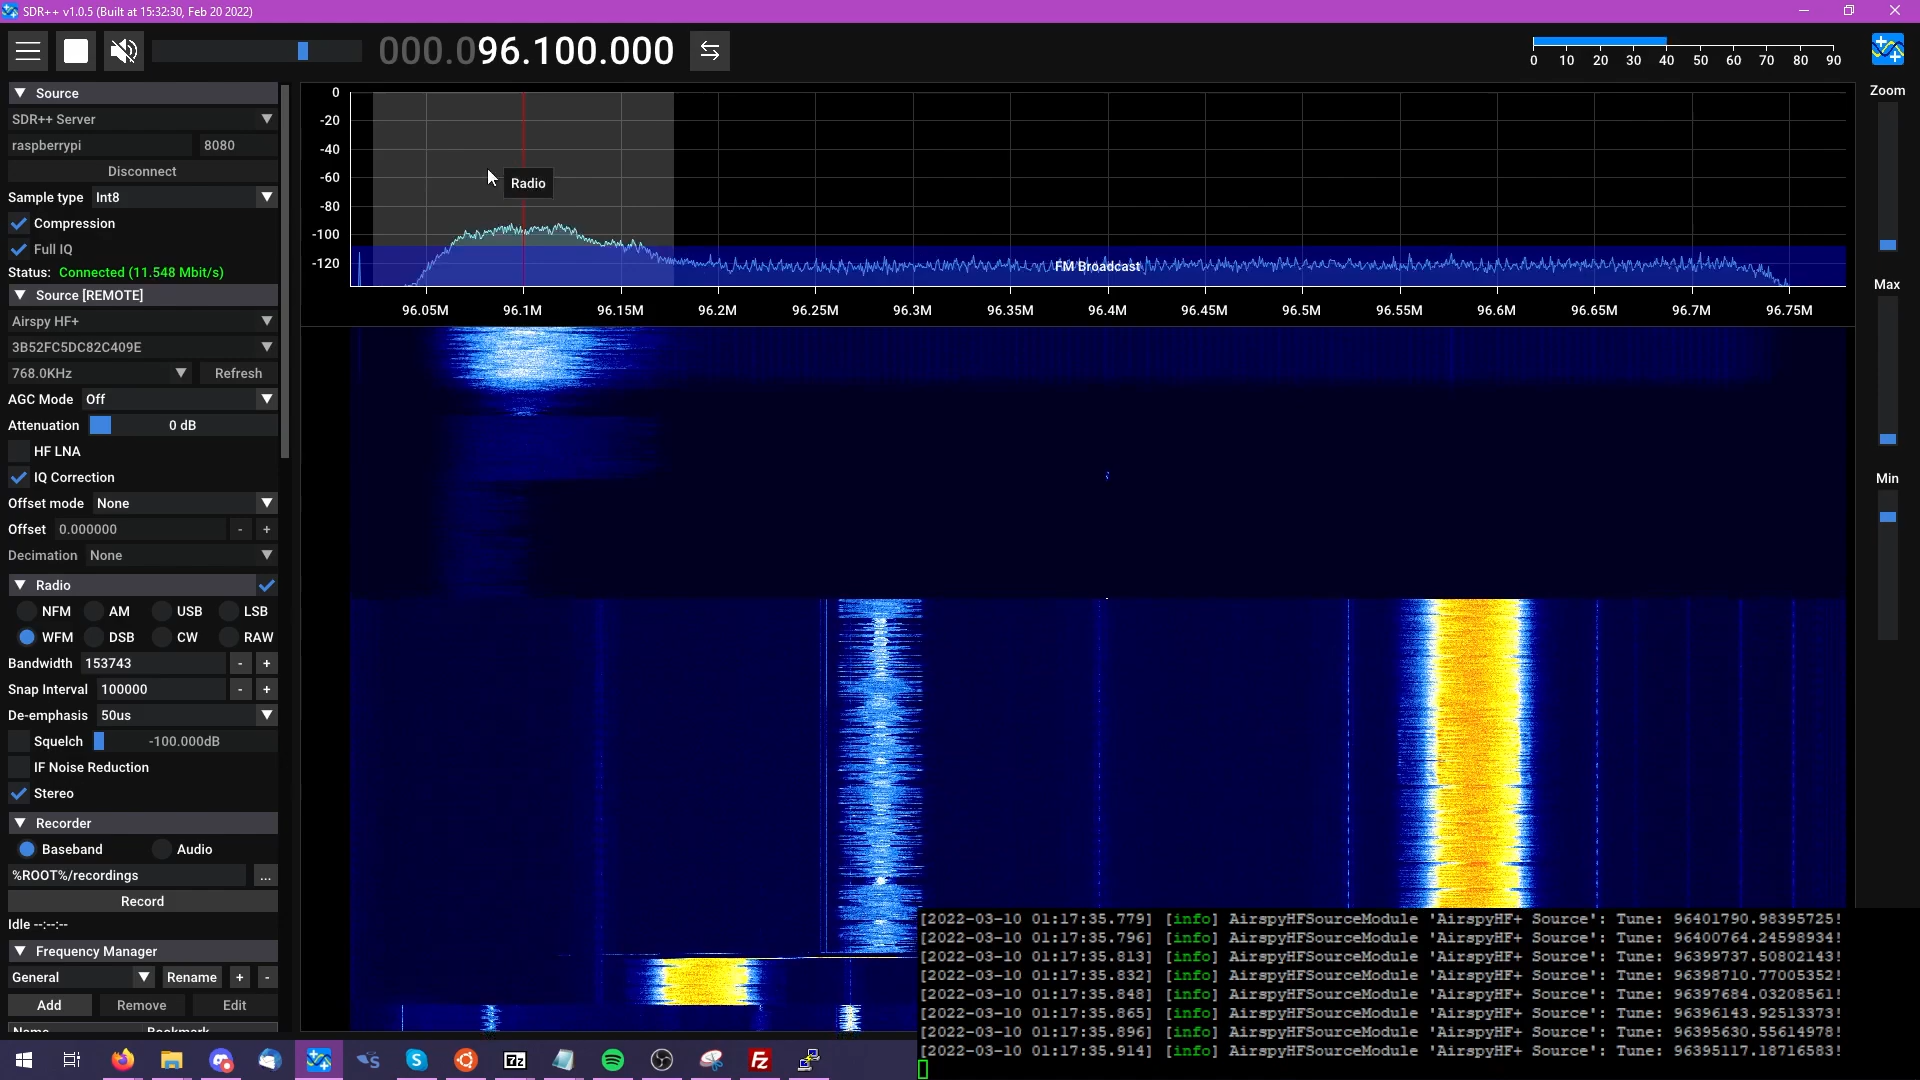 SDR++ v1.0.5 (Built at 15:32:30, Feb 20 2022)
000.096.100.000
0 10 20 30 40 50 60 70 80 90
Source
SDR++ Server
raspberrypi 8080
Disconnect
Sample type Int8
Compression
Full IQ
Status: Connected (11.548 Mbit/s)
Source [REMOTE]
Airspy HF+
3B52FC5DC82C409E
768.0KHz Refresh
AGC Mode Off
Attenuation 0 dB
HF LNA
IQ Correction
Offset mode None
Offset 0.000000 - +
Decimation None
Radio
NFM AM USB LSB
WFM DSB CW RAW
Bandwidth 153743 - +
Snap Interval 100000 - +
De-emphasis 50us
Squelch -100.000dB
IF Noise Reduction
Stereo
Recorder
Baseband Audio
%ROOT%/recordings ...
Record
Idle --:--:--
Frequency Manager
General Rename + -
Add Remove Edit
Name Bookmark
0
-20
-40
-60
-80
-100
-120
Radio
FM Broadcast
96.05M 96.1M 96.15M 96.2M 96.25M 96.3M 96.35M 96.4M 96.45M 96.5M 96.55M 96.6M 96.65M 96.7M 96.75M
Zoom
Max
Min
[2022-03-10 01:17:35.779] [info] AirspyHFSourceModule 'AirspyHF+ Source': Tune: 96401790.98395725!
[2022-03-10 01:17:35.796] [info] AirspyHFSourceModule 'AirspyHF+ Source': Tune: 96400764.24598934!
[2022-03-10 01:17:35.813] [info] AirspyHFSourceModule 'AirspyHF+ Source': Tune: 96399737.50802143!
[2022-03-10 01:17:35.832] [info] AirspyHFSourceModule 'AirspyHF+ Source': Tune: 96398710.77005352!
[2022-03-10 01:17:35.848] [info] AirspyHFSourceModule 'AirspyHF+ Source': Tune: 96397684.03208561!
[2022-03-10 01:17:35.865] [info] AirspyHFSourceModule 'AirspyHF+ Source': Tune: 96396143.92513373!
[2022-03-10 01:17:35.896] [info] AirspyHFSourceModule 'AirspyHF+ Source': Tune: 96395630.55614978!
[2022-03-10 01:17:35.914] [info] AirspyHFSourceModule 'AirspyHF+ Source': Tune: 96395117.18716583!